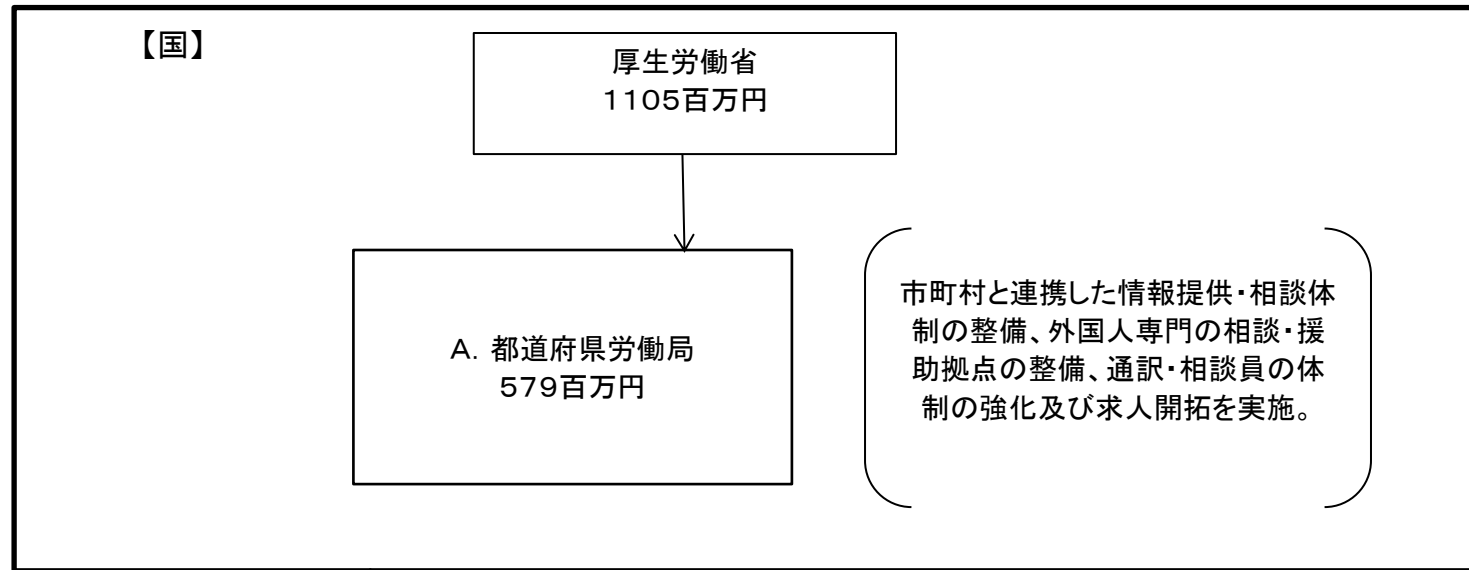 【国】
厚生労働省
1105百万円
A. 都道府県労働局
579百万円
市町村と連携した情報提供・相談体
制の整備、外国人専門の相談・援
助拠点の整備、通訳・相談員の体
制の強化及び求人開拓を実施。